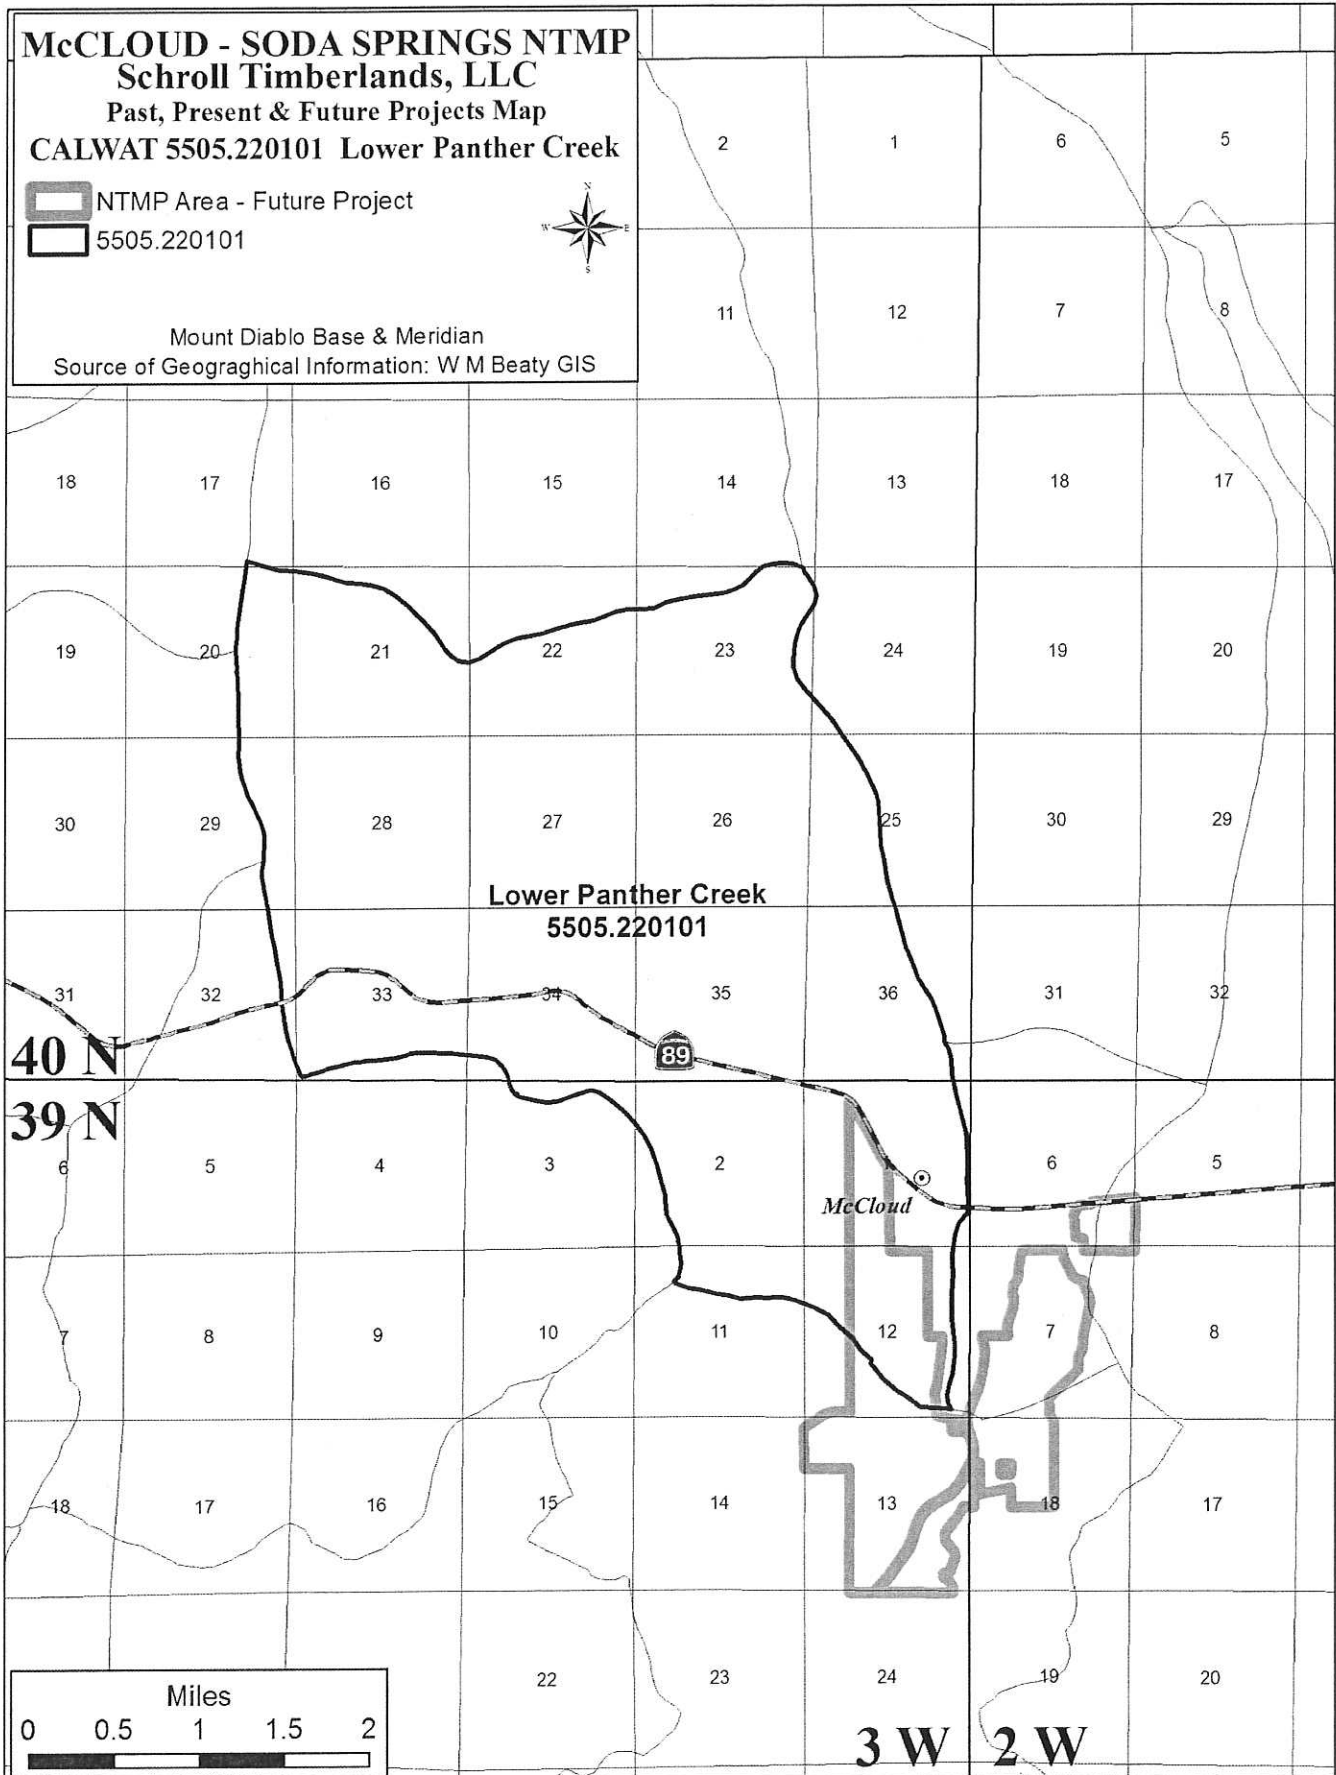 McCLOUD - SODA SPRINGS NTMP
Schroll Timberlands, LLC
Past, Present & Future Projects Map
CALWAT 5505.220101 Lower Panther Creek
NTMP Area - Future Project
5505.220101
N
W E
S
Mount Diablo Base & Meridian
Source of Geograghical Information: W M Beaty GIS
2 1 6 5
11 12 7 8
18 17 16 15 14 13 18 17
19 20 21 22 23 24 19 20
30 29 28 27 26 25 30 29
Lower Panther Creek
5505.220101
31 32 33 34 35 36 31 32
40 N
89
39 N
6 5 4 3 2 1 6 5
McCloud
7 8 9 10 11 12 7 8
18 17 16 15 14 13 18 17
22 23 24 19 20
Miles
0 0.5 1 1.5 2
3 W 2 W